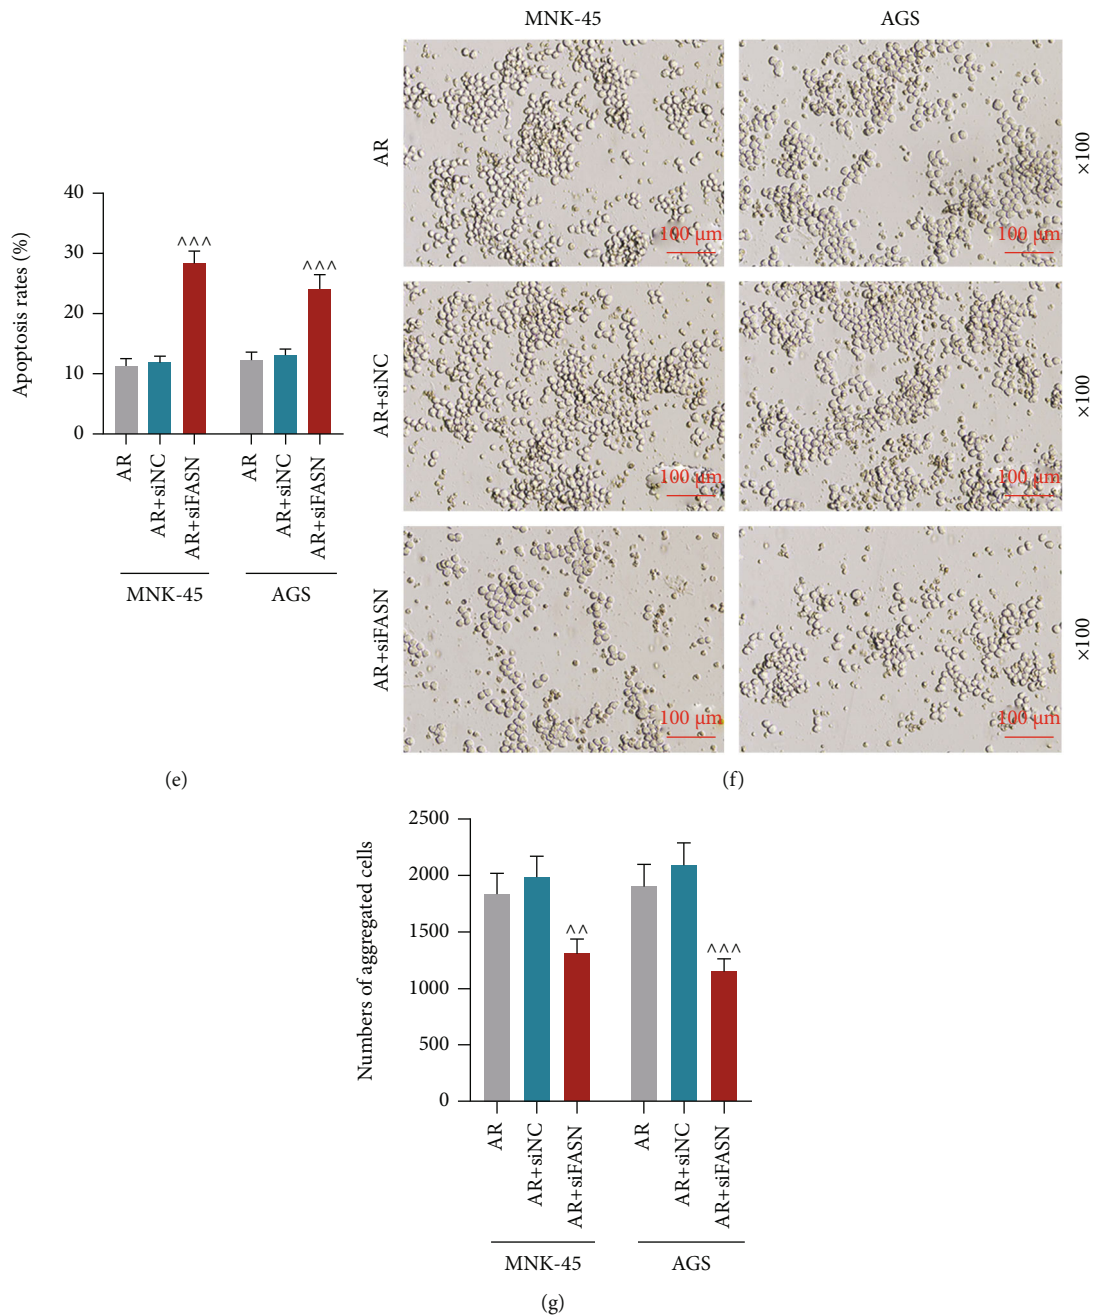 MNK-45
AGS
AR
×100
100 µm
100 µm
AR+siNC
×100
100 µm
100 µm
AR+siFASN
×100
100 µm
100 µm
(f)
Apoptosis rates (%)
40
30
20
10
0
^^^
^^^
AR
AR+siNC
AR+siFASN
AR
AR+siNC
AR+siFASN
MNK-45
AGS
(e)
Numbers of aggregated cells
2500
2000
1500
1000
500
0
^^
^^^
AR
AR+siNC
AR+siFASN
AR
AR+siNC
AR+siFASN
MNK-45
AGS
(g)